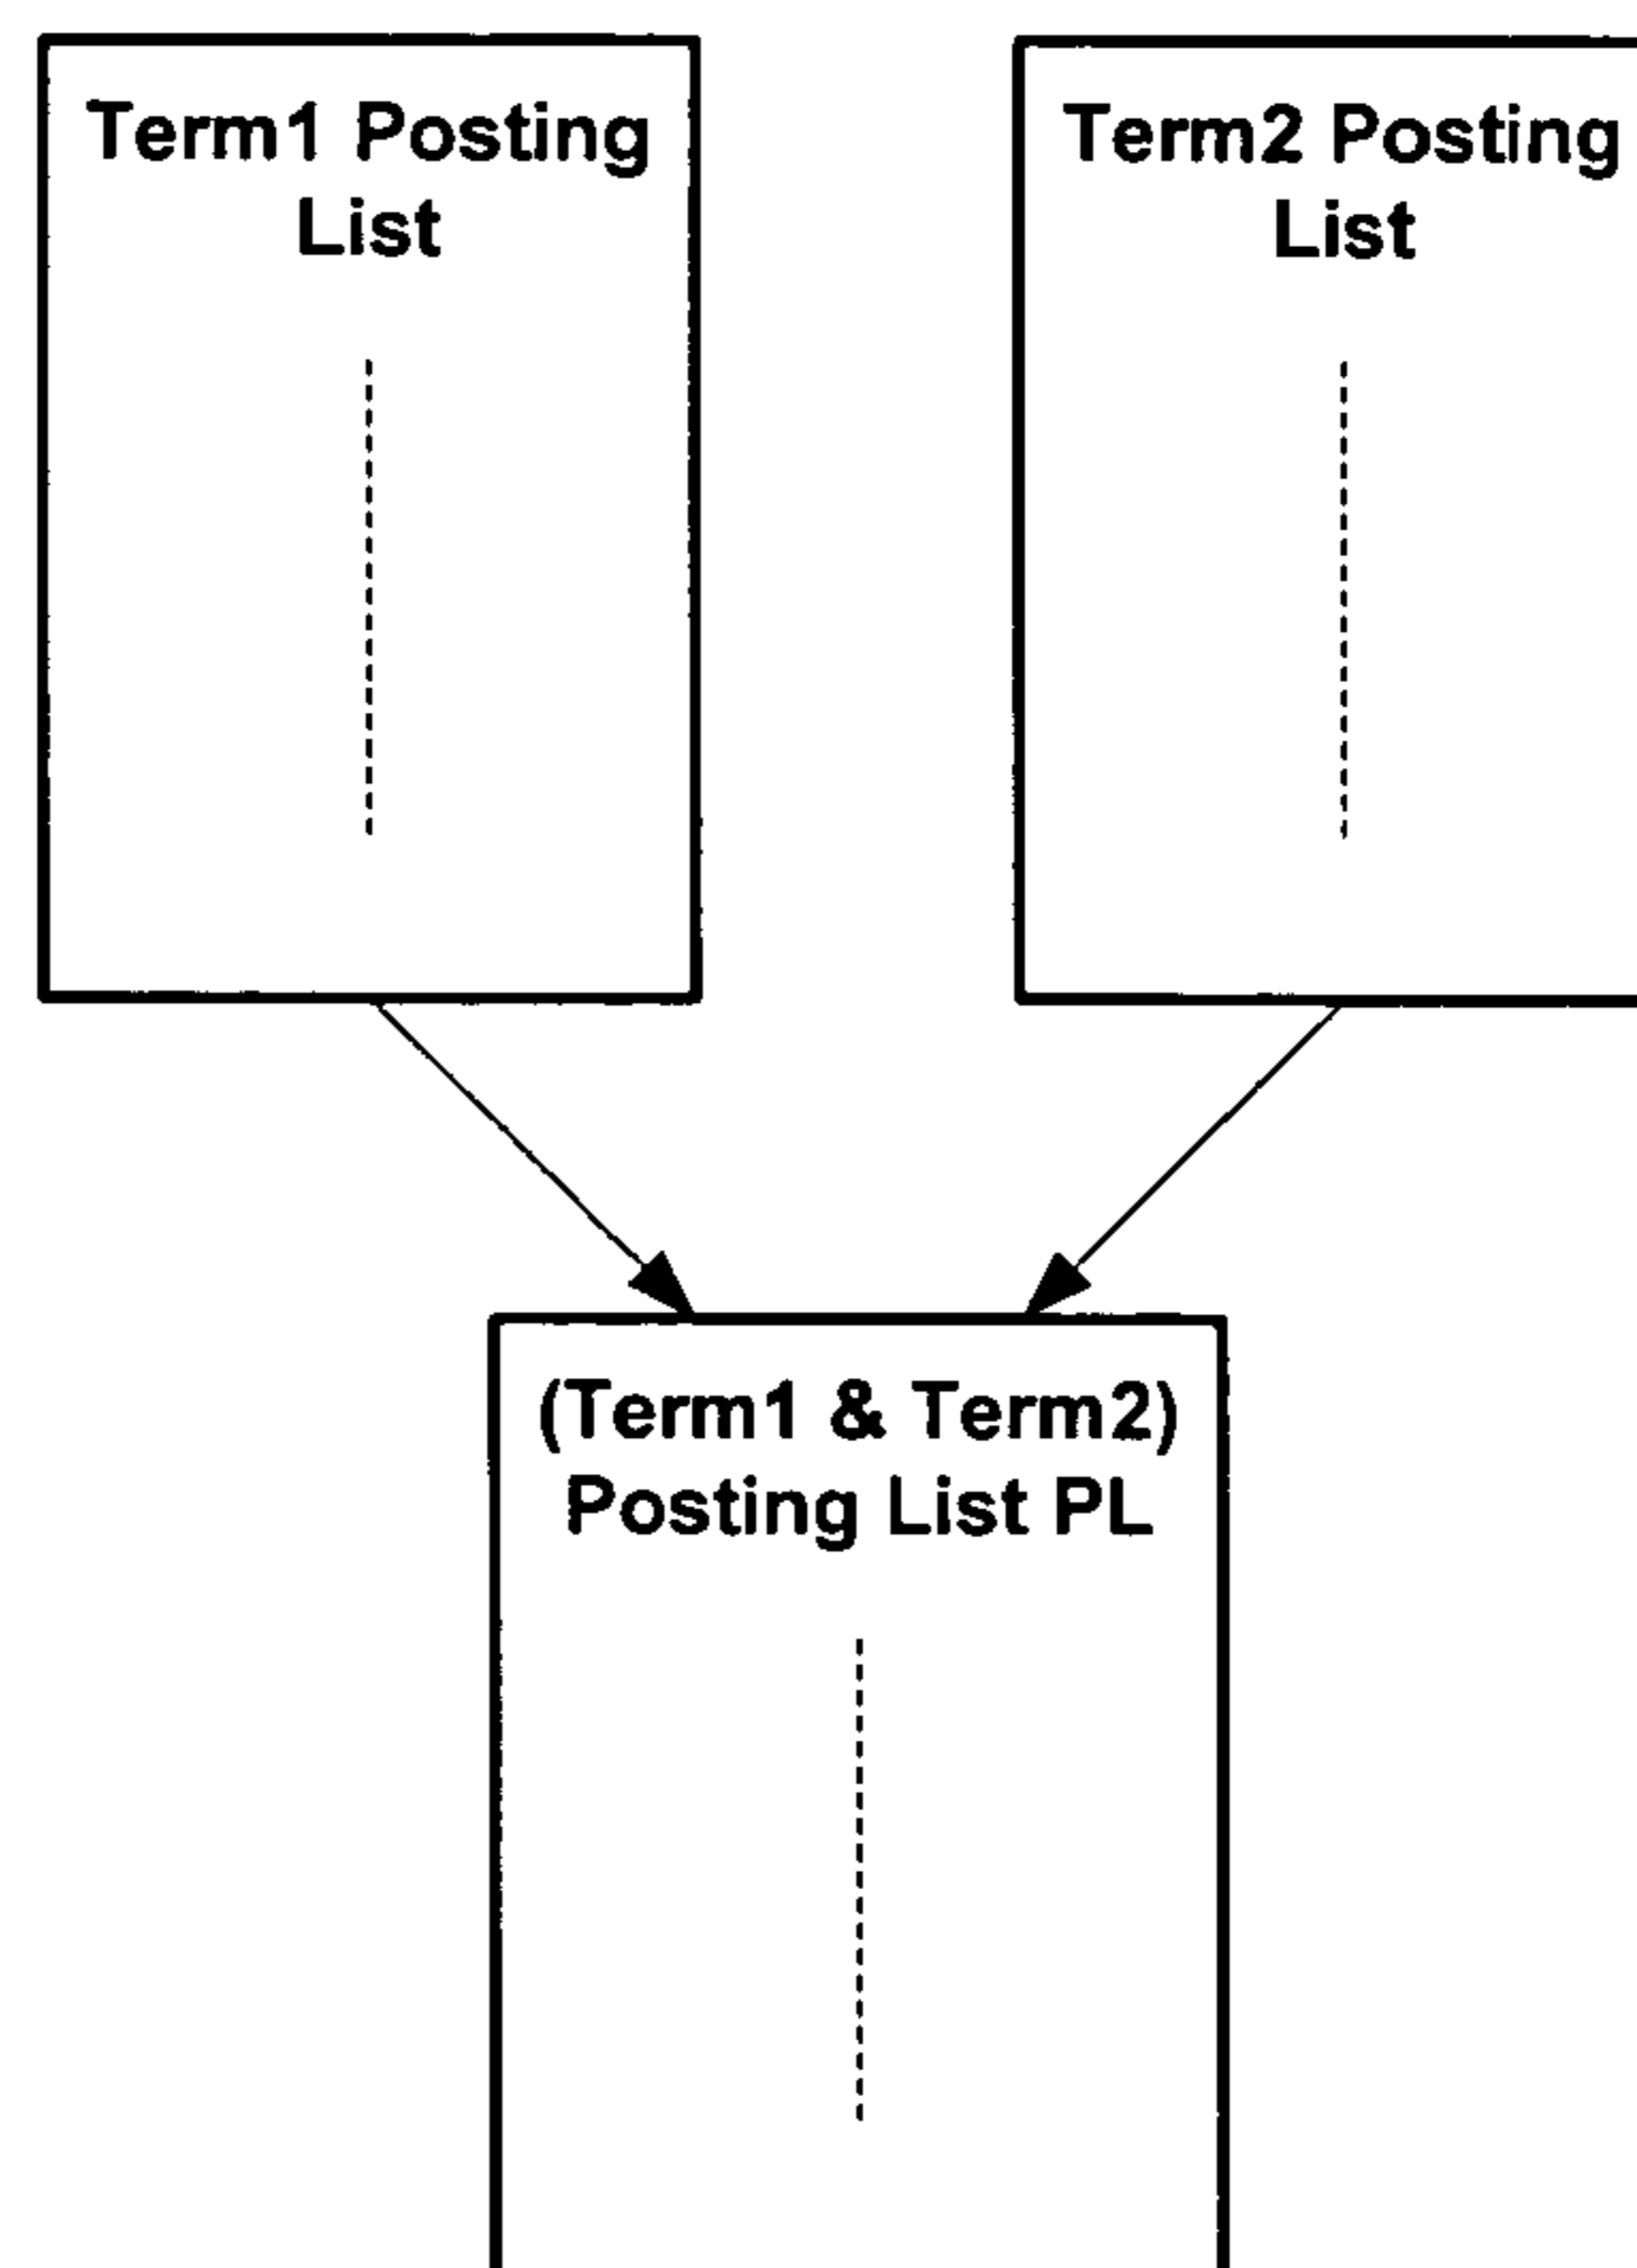 Term1 Posting
List
Term2 Posting
List
(Term1 & Term2)
Posting List PL